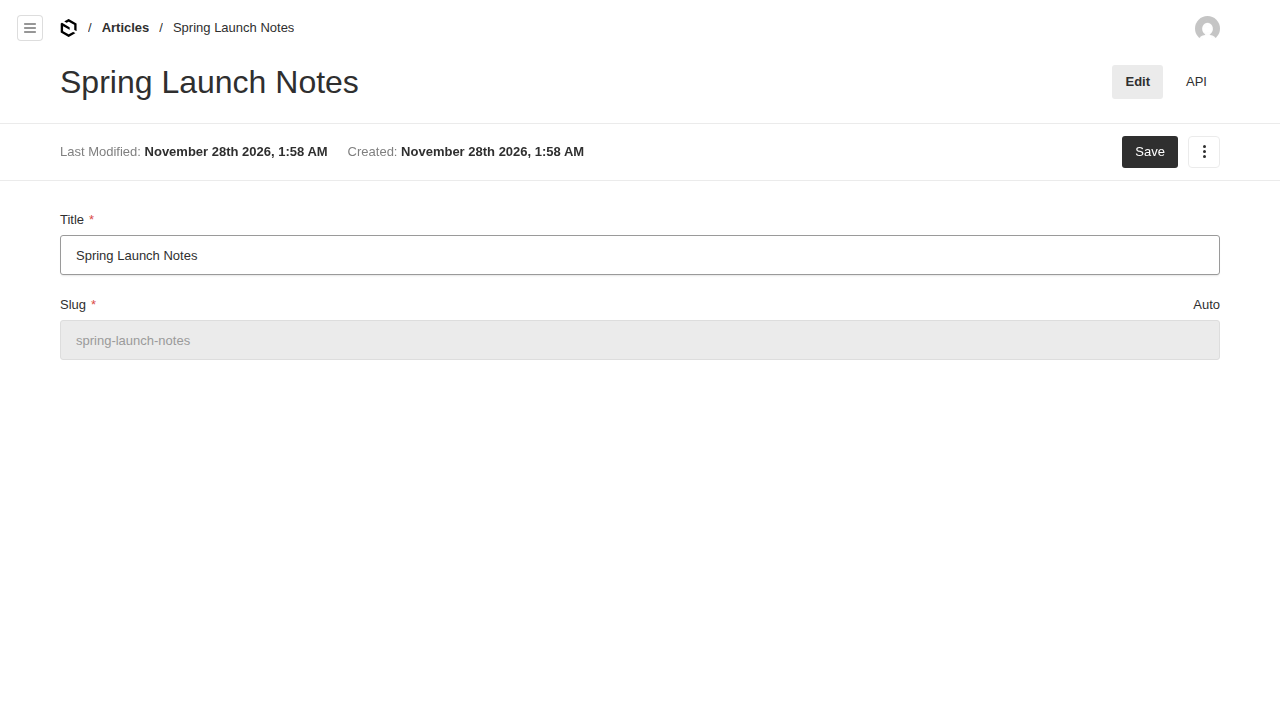 / Articles / Spring Launch Notes
Spring Launch Notes
Edit API
Last Modified: November 28th 2026, 1:58 AM Created: November 28th 2026, 1:58 AM
Save
Title *
Spring Launch Notes
Slug * Auto
spring-launch-notes